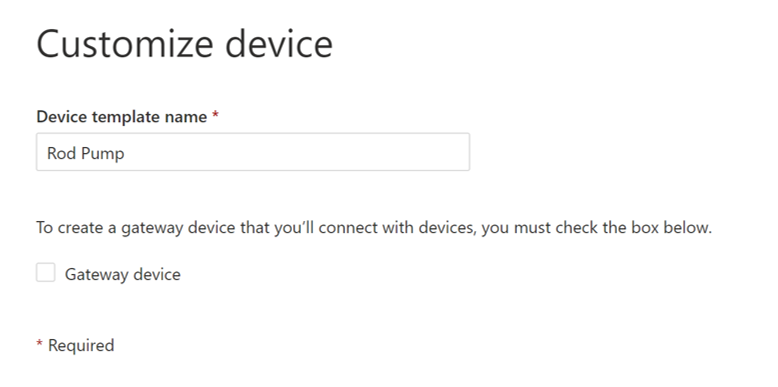 Customize device
Device template name *
Rod Pump
To create a gateway device that you’ll connect with devices, you must check the box below.
Gateway device
* Required